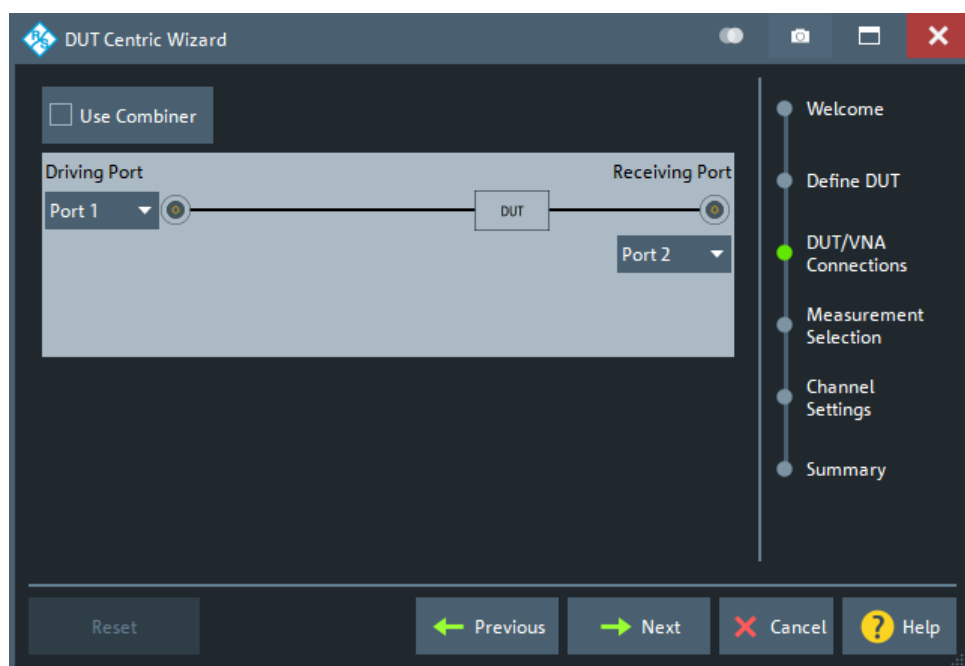 DUT Centric Wizard
Use Combiner
Driving Port
Receiving Port
Port 1
DUT
Port 2
Welcome
Define DUT
DUT/VNA
Connections
Measurement
Selection
Channel
Settings
Summary
Reset
Previous
Next
Cancel
? Help